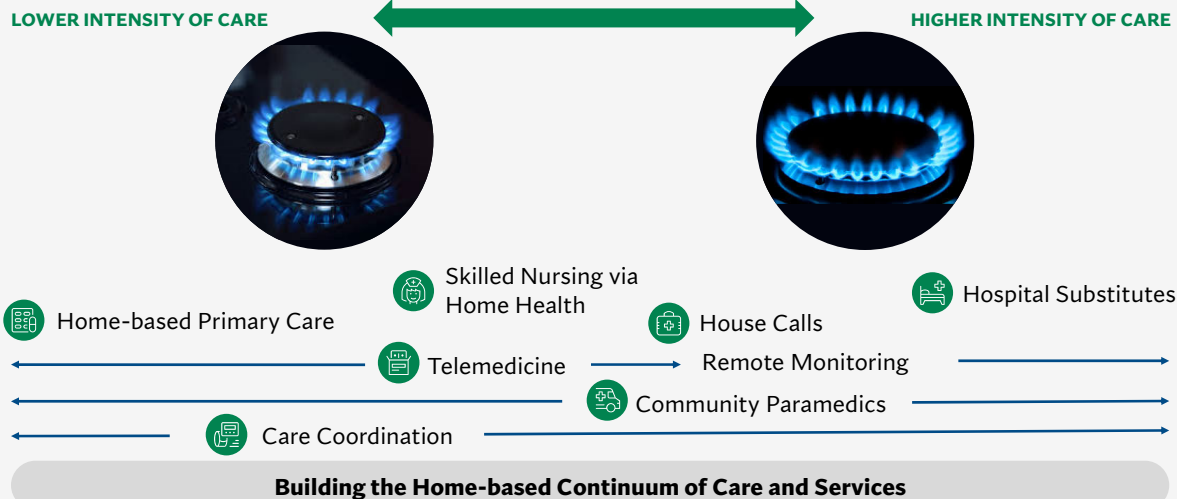 LOWER INTENSITY OF CARE
HIGHER INTENSITY OF CARE
Skilled Nursing via
Home Health
Hospital Substitutes
Home-based Primary Care
House Calls
Telemedicine
Remote Monitoring
Community Paramedics
Care Coordination
Building the Home-based Continuum of Care and Services